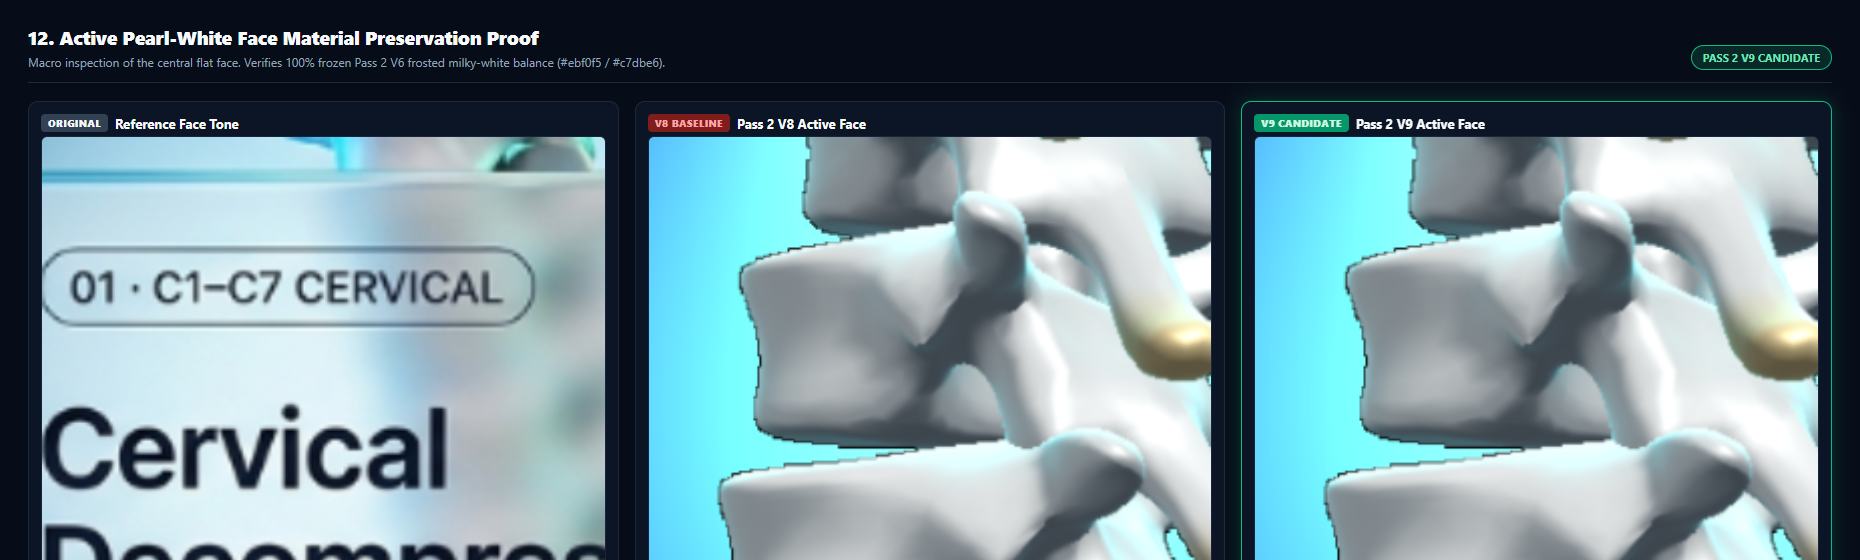 12. Active Pearl-White Face Material Preservation Proof
Macro inspection of the central flat face. Verifies 100% frozen Pass 2 V6 frosted milky-white balance (#ebf0f5 / #c7dbe6).
PASS 2 V9 CANDIDATE
ORIGINAL Reference Face Tone
V8 BASELINE Pass 2 V8 Active Face
V9 CANDIDATE Pass 2 V9 Active Face
01 · C1–C7 CERVICAL
Cervical